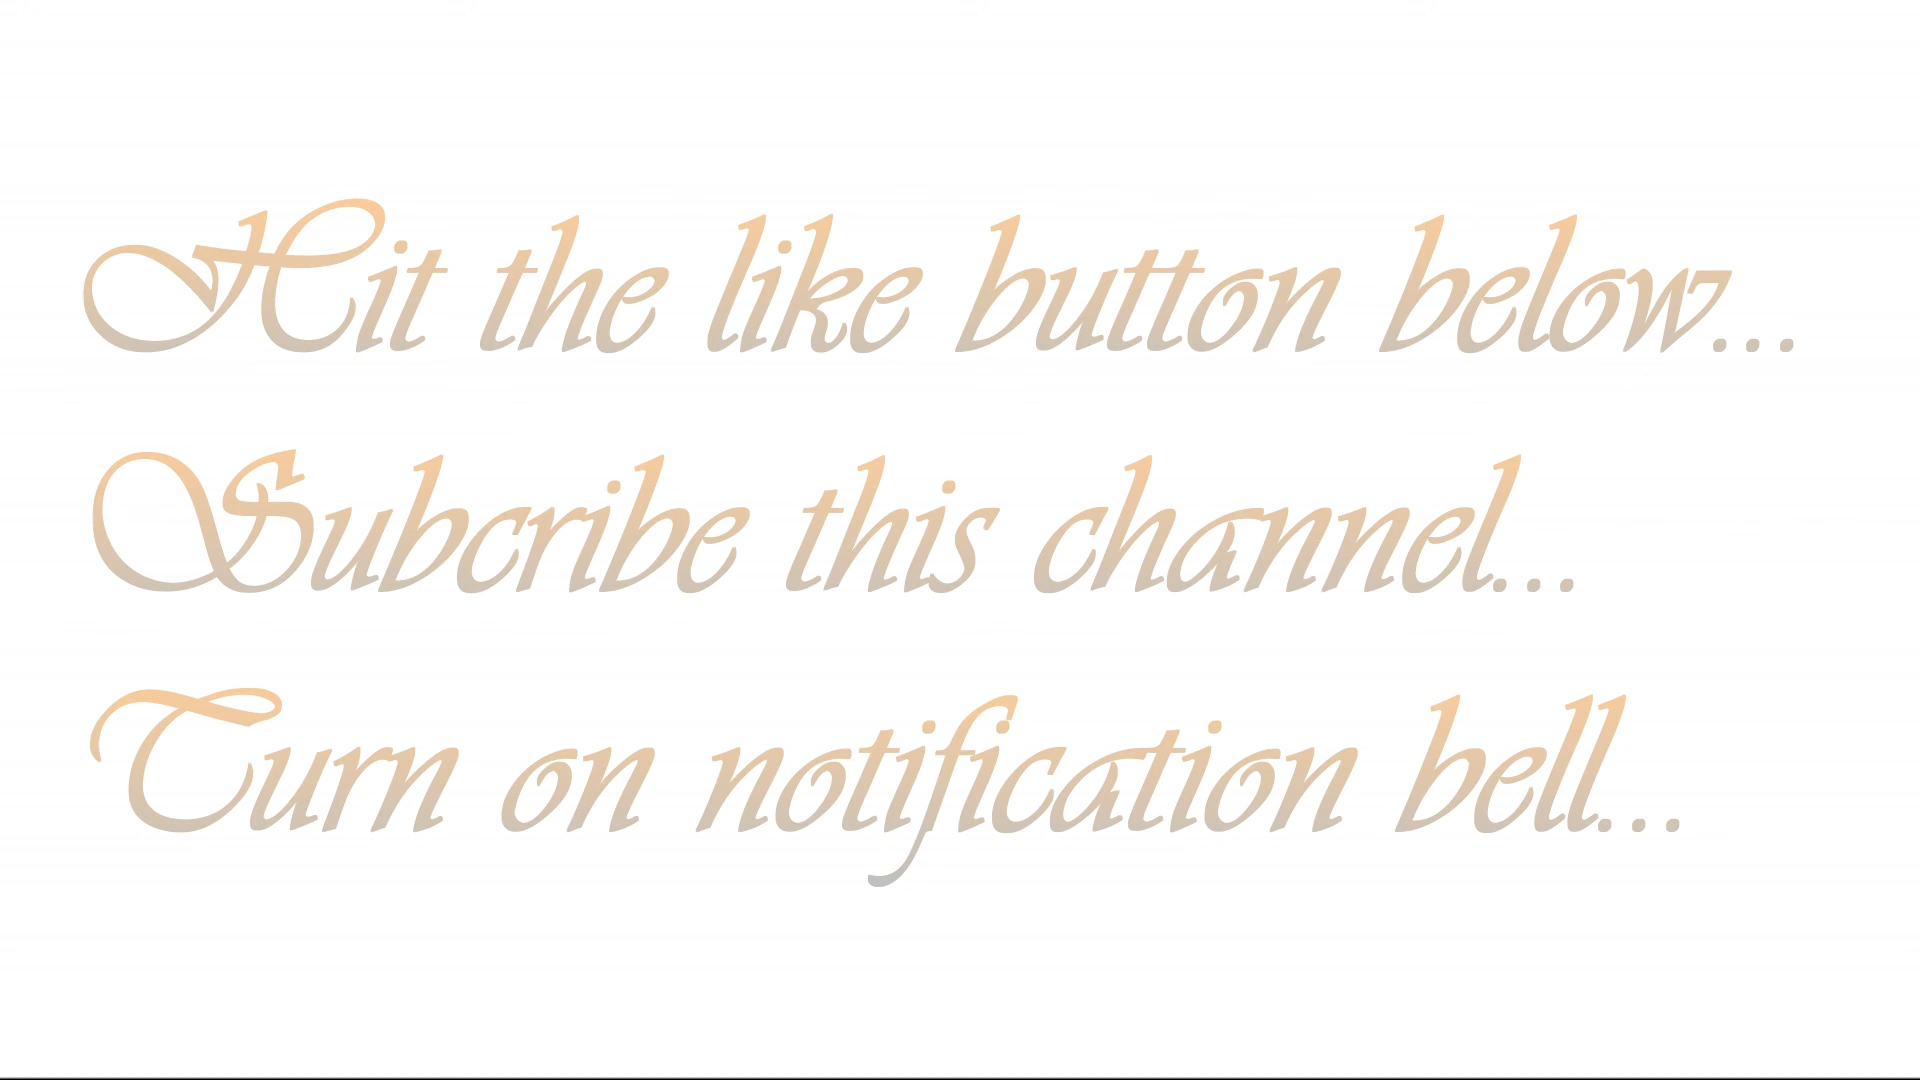 Hit the like button below...
Subcribe this channel...
Turn on notification bell...